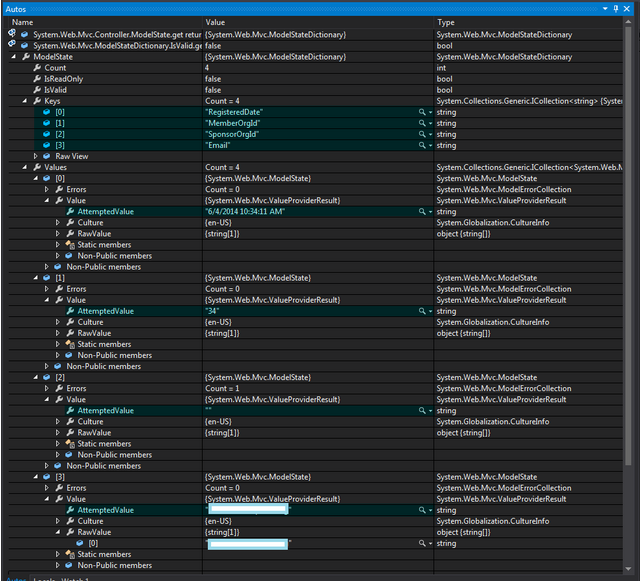 Autos
Name Value Type
System.Web.Mvc.Controller.ModelState.get return {System.Web.Mvc.ModelStateDictionary} System.Web.Mvc.ModelStateDictionary
System.Web.Mvc.ModelStateDictionary.IsValid.ge false bool
ModelState {System.Web.Mvc.ModelStateDictionary} System.Web.Mvc.ModelStateDictionary
Count 4 int
IsReadOnly false bool
IsValid false bool
Keys Count = 4 System.Collections.Generic.ICollection<string> {Syster
[0] "RegisteredDate" string
[1] "MemberOrgId" string
[2] "SponsorOrgId" string
[3] "Email" string
Raw View
Values Count = 4 System.Collections.Generic.ICollection<System.Web.M
[0] {System.Web.Mvc.ModelState} System.Web.Mvc.ModelState
Errors Count = 0 System.Web.Mvc.ModelErrorCollection
Value {System.Web.Mvc.ValueProviderResult} System.Web.Mvc.ValueProviderResult
AttemptedValue "6/4/2014 10:34:11 AM" string
Culture {en-US} System.Globalization.CultureInfo
RawValue {string[1]} object {string[]}
Static members
Non-Public members
Non-Public members
[1] {System.Web.Mvc.ModelState} System.Web.Mvc.ModelState
Errors Count = 0 System.Web.Mvc.ModelErrorCollection
Value {System.Web.Mvc.ValueProviderResult} System.Web.Mvc.ValueProviderResult
AttemptedValue "34" string
Culture {en-US} System.Globalization.CultureInfo
RawValue {string[1]} object {string[]}
Static members
Non-Public members
Non-Public members
[2] {System.Web.Mvc.ModelState} System.Web.Mvc.ModelState
Errors Count = 1 System.Web.Mvc.ModelErrorCollection
Value {System.Web.Mvc.ValueProviderResult} System.Web.Mvc.ValueProviderResult
AttemptedValue "" string
Culture {en-US} System.Globalization.CultureInfo
RawValue {string[1]} object {string[]}
Static members
Non-Public members
Non-Public members
[3] {System.Web.Mvc.ModelState} System.Web.Mvc.ModelState
Errors Count = 0 System.Web.Mvc.ModelErrorCollection
Value {System.Web.Mvc.ValueProviderResult} System.Web.Mvc.ValueProviderResult
AttemptedValue " " string
Culture {en-US} System.Globalization.CultureInfo
RawValue {string[1]} object {string[]}
[0] string
Static members
Non-Public members